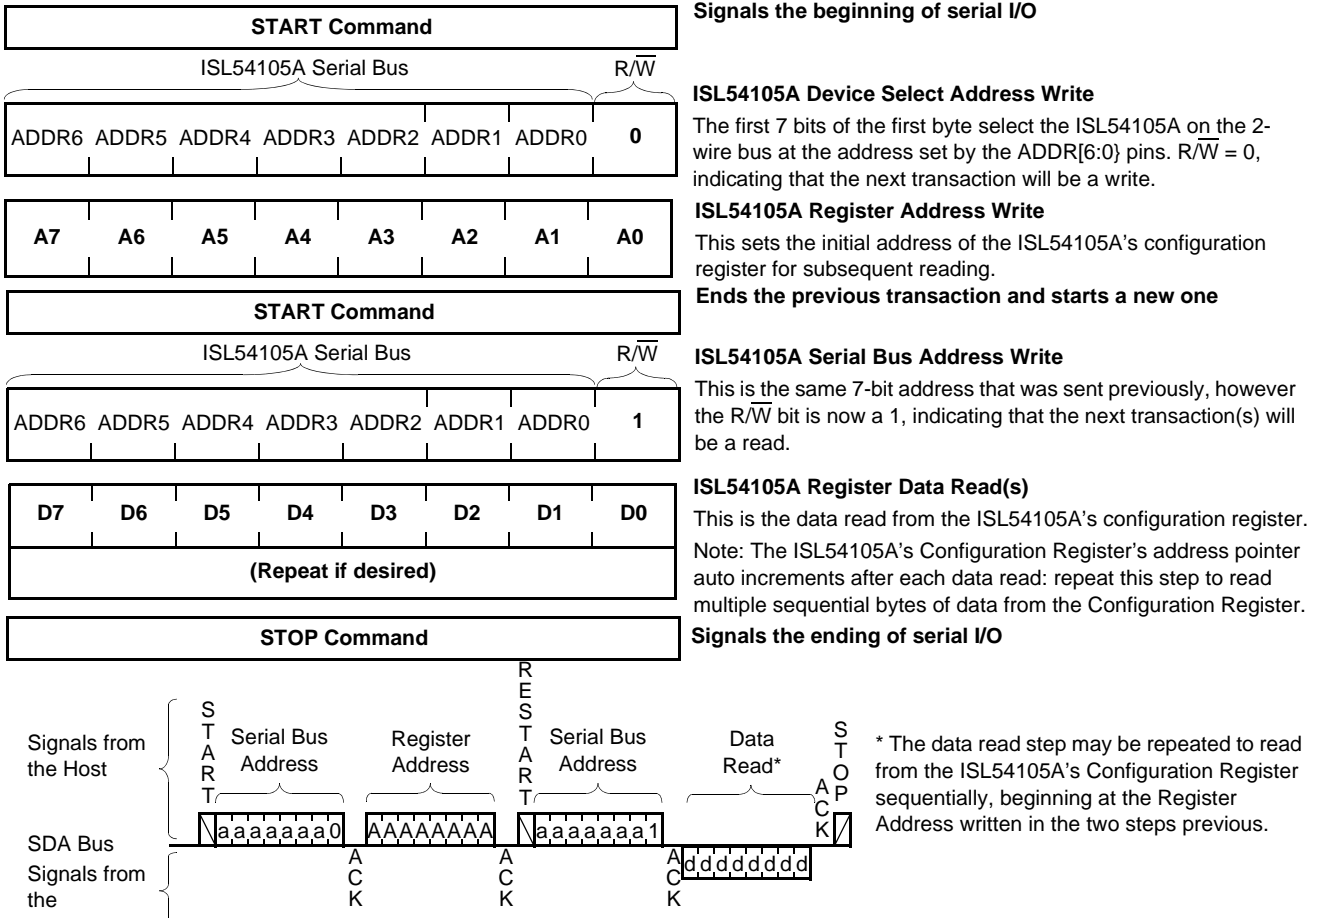 START Command
Signals the beginning of serial I/O
ISL54105A Serial Bus
R/W
ADDR6 ADDR5 ADDR4 ADDR3 ADDR2 ADDR1 ADDR0 0
ISL54105A Device Select Address Write
The first 7 bits of the first byte select the ISL54105A on the 2-
wire bus at the address set by the ADDR[6:0} pins. R/W = 0,
indicating that the next transaction will be a write.
A7 A6 A5 A4 A3 A2 A1 A0
ISL54105A Register Address Write
This sets the initial address of the ISL54105A's configuration
register for subsequent reading.
START Command
Ends the previous transaction and starts a new one
ISL54105A Serial Bus
R/W
ADDR6 ADDR5 ADDR4 ADDR3 ADDR2 ADDR1 ADDR0 1
ISL54105A Serial Bus Address Write
This is the same 7-bit address that was sent previously, however
the R/W bit is now a 1, indicating that the next transaction(s) will
be a read.
D7 D6 D5 D4 D3 D2 D1 D0
(Repeat if desired)
ISL54105A Register Data Read(s)
This is the data read from the ISL54105A's configuration register.
Note: The ISL54105A's Configuration Register's address pointer
auto increments after each data read: repeat this step to read
multiple sequential bytes of data from the Configuration Register.
STOP Command
Signals the ending of serial I/O
Signals from
the Host
START
Serial Bus
Address
Register
Address
RESTART
Serial Bus
Address
Data
Read*
ACK
STOP
* The data read step may be repeated to read
from the ISL54105A's Configuration Register
sequentially, beginning at the Register
Address written in the two steps previous.
SDA Bus
aaaaaaa0
AAAAAAAA
aaaaaaa1
dddddddd
Signals from
the
ACK
ACK
ACK